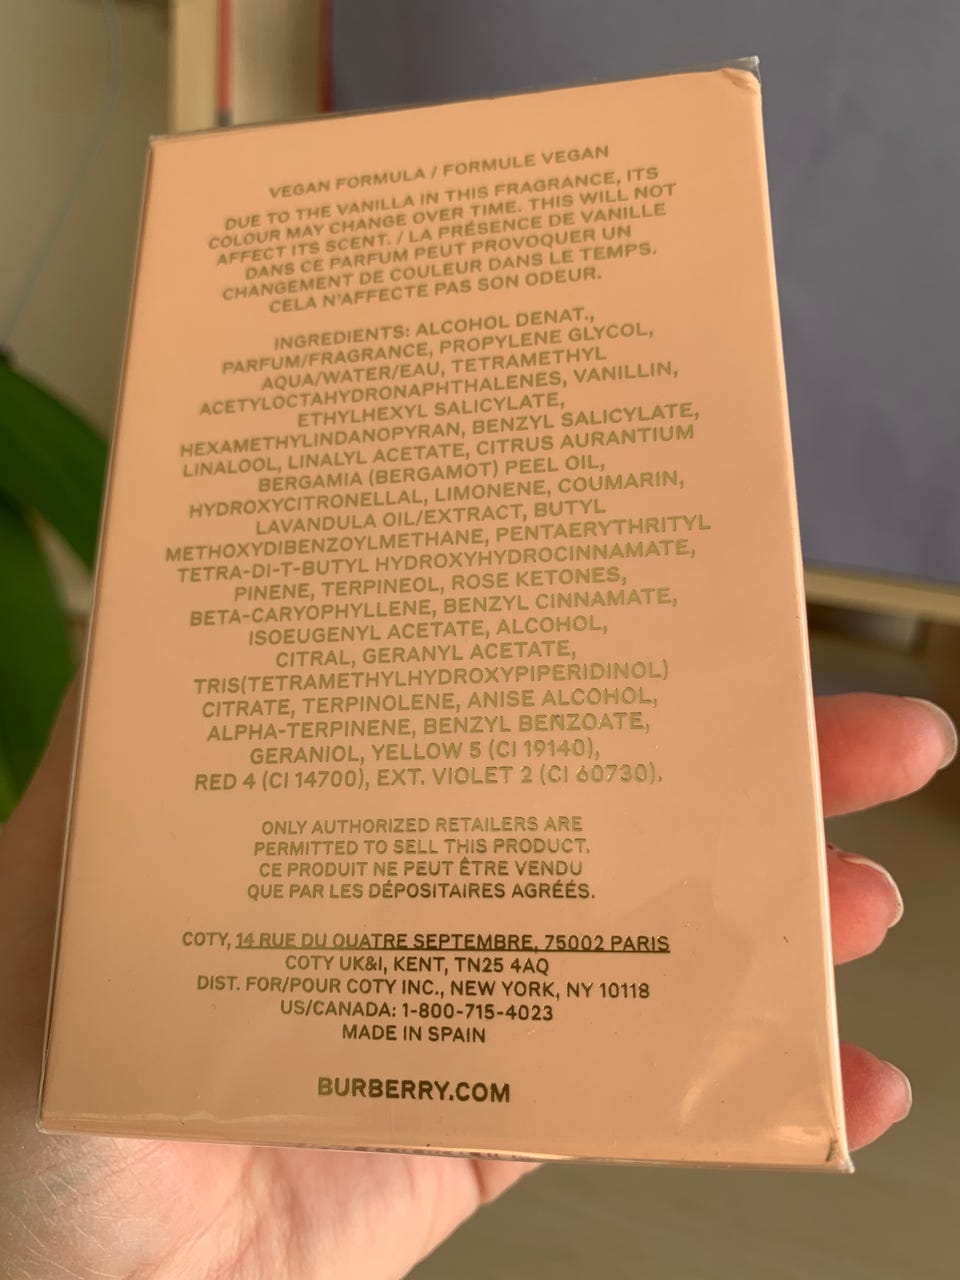 VEGAN FORMULA / FORMULE VEGAN
DUE TO THE VANILLA IN THIS FRAGRANCE, ITS
COLOUR MAY CHANGE OVER TIME. THIS WILL NOT
AFFECT ITS SCENT. / LA PRÉSENCE DE VANILLE
DANS CE PARFUM PEUT PROVOQUER UN
CHANGEMENT DE COULEUR DANS LE TEMPS.
CELA N'AFFECTE PAS SON ODEUR.
INGREDIENTS: ALCOHOL DENAT.,
PARFUM/FRAGRANCE, PROPYLENE GLYCOL,
AQUA/WATER/EAU, TETRAMETHYL
ACETYLOCTAHYDRONAPHTHALENES, VANILLIN,
ETHYLHEXYL SALICYLATE,
HEXAMETHYLINDANOPYRAN, BENZYL SALICYLATE,
LINALOOL, LINALYL ACETATE, CITRUS AURANTIUM
BERGAMIA (BERGAMOT) PEEL OIL,
HYDROXYCITRONELLAL, LIMONENE, COUMARIN,
LAVANDULA OIL/EXTRACT, BUTYL
METHOXYDIBENZOYLMETHANE, PENTAERYTHRITYL
TETRA-DI-T-BUTYL HYDROXYHYDROCINNAMATE,
PINENE, TERPINEOL, ROSE KETONES,
BETA-CARYOPHYLLENE, BENZYL CINNAMATE,
ISOEUGENYL ACETATE, ALCOHOL,
CITRAL, GERANYL ACETATE,
TRIS(TETRAMETHYLHYDROXYPIPERIDINOL)
CITRATE, TERPINOLENE, ANISE ALCOHOL,
ALPHA-TERPINENE, BENZYL BENZOATE,
GERANIOL, YELLOW 5 (CI 19140),
RED 4 (CI 14700), EXT. VIOLET 2 (CI 60730).
ONLY AUTHORIZED RETAILERS ARE
PERMITTED TO SELL THIS PRODUCT.
CE PRODUIT NE PEUT ÊTRE VENDU
QUE PAR LES DÉPOSITAIRES AGRÉÉS.
COTY, 14 RUE DU QUATRE SEPTEMBRE, 75002 PARIS
COTY UK&I, KENT, TN25 4AQ
DIST. FOR/POUR COTY INC., NEW YORK, NY 10118
US/CANADA: 1-800-715-4023
MADE IN SPAIN
BURBERRY.COM